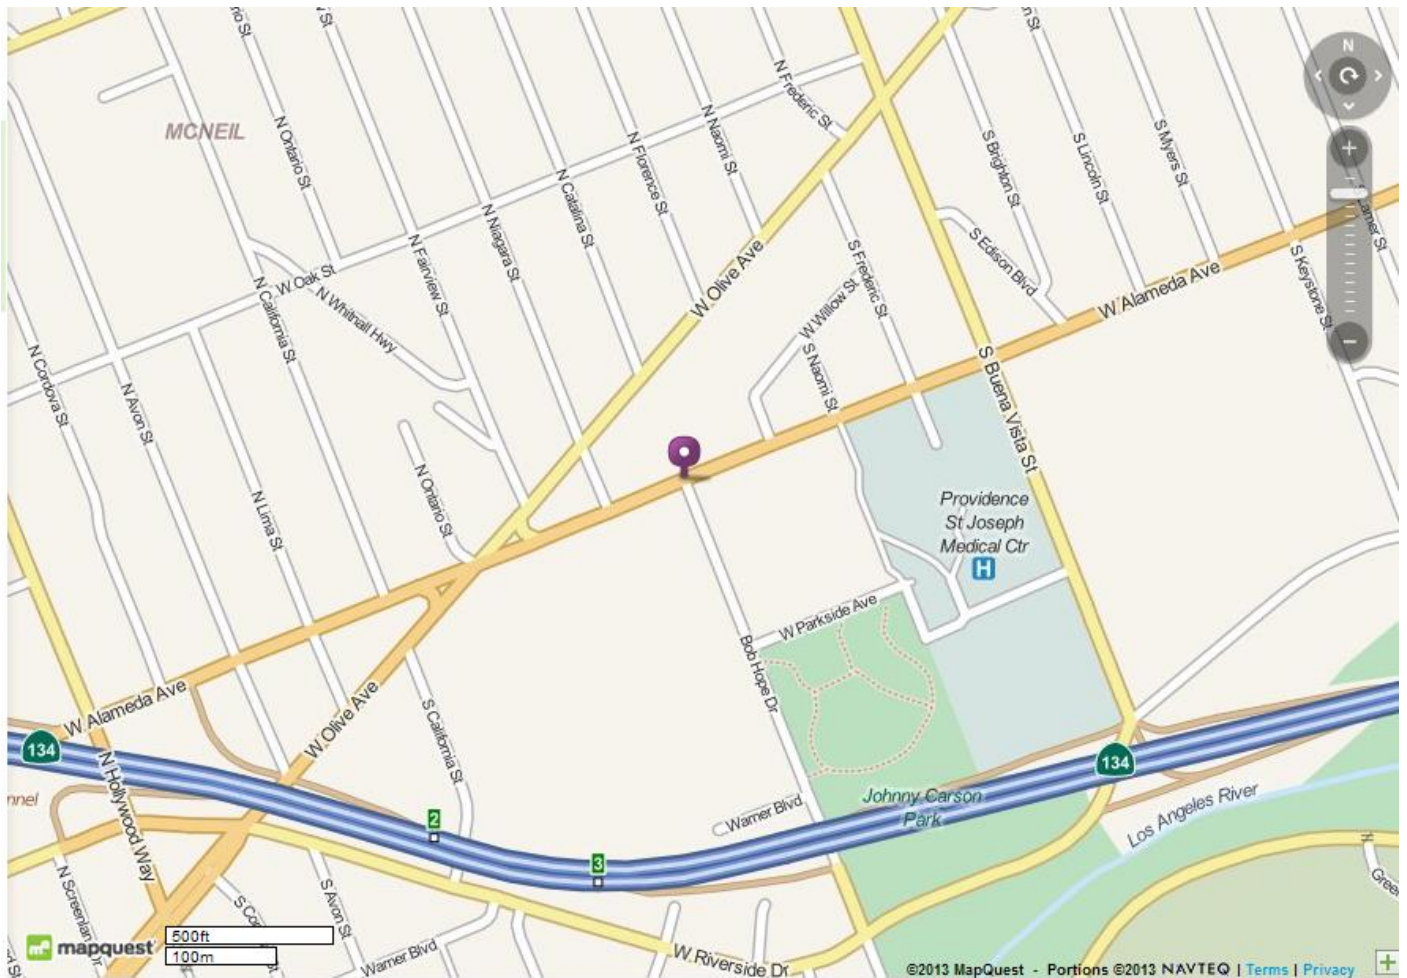 N
MCNEIL
N Ontario St
N Frederic St
N Naomi St
N Florence St
N Catalina St
N Niagara St
N Fairview St
W Oak St
N Whitnall Hwy
N California St
N Cordova St
N Avon St
N Lima St
N Ontario St
W Olive Ave
S Brighton St
S Lincoln St
S Myers St
S Edison Blvd
S Frederic St
W Willow St
S Naomi St
W Alameda Ave
S Keystone St
S Buena Vista St
Providence
St Joseph
Medical Ctr
H
W Parkside Ave
Bob Hope Dr
W Alameda Ave
W Olive Ave
S California St
134
N Hollywood Way
134
Johnny Carson
Park
Warner Blvd
Los Angeles River
2
3
S Avon St
Warner Blvd
W Riverside Dr
mapquest
500ft
100m
©2013 MapQuest - Portions ©2013 NAVTEQ | Terms | Privacy